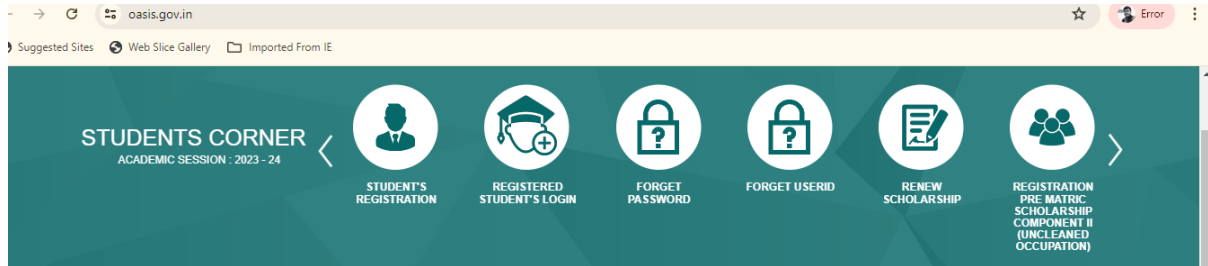 oasis.gov.in
Error
Suggested Sites
Web Slice Gallery
Imported From IE
STUDENTS CORNER
ACADEMIC SESSION : 2023 - 24
STUDENT'S
REGISTRATION
REGISTERED
STUDENT'S LOGIN
?
FORGET
PASSWORD
?
FORGET USERID
RENEW
SCHOLARSHIP
REGISTRATION
PRE MATRIC
SCHOLARSHIP
COMPONENT II
(UNCLEANED
OCCUPATION)